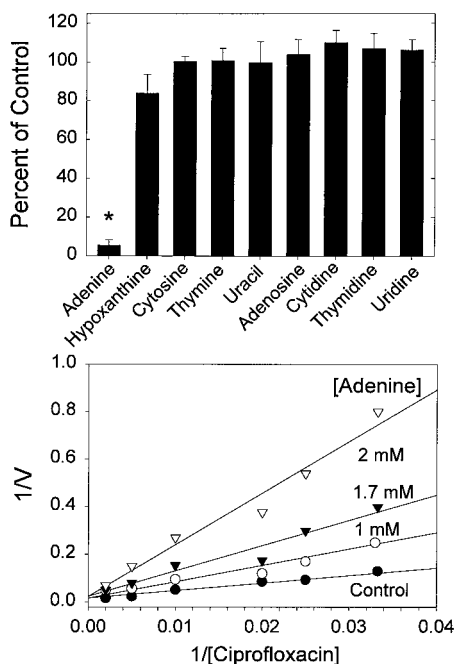 Percent of Control
120
100
80
60
40
20
0
*
Adenine
Hypoxanthine
Cytosine
Thymine
Uracil
Adenosine
Cytidine
Thymidine
Uridine
1/V
1.0
0.8
0.6
0.4
0.2
0.0
[Adenine]
2 mM
1.7 mM
1 mM
Control
0.00 0.01 0.02 0.03 0.04
1/[Ciprofloxacin]